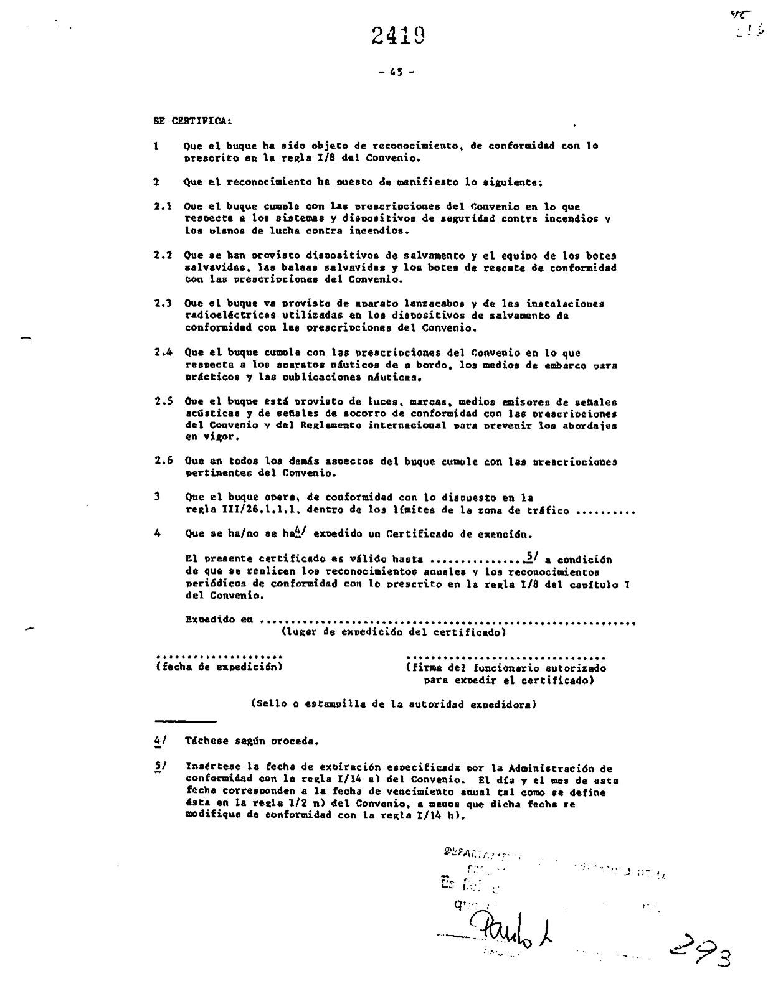 45
2419
- 45 -
SE CERTIFICA:
1 Que el buque ha sido objeto de reconocimiento, de conformidad con lo
prescrito en la regla I/8 del Convenio.
2 Que el reconocimiento ha puesto de manifiesto lo siguiente:
2.1 Que el buque cumple con las prescripciones del Convenio en lo que
respecta a los sistemas y dispositivos de seguridad contra incendios y
los planos de lucha contra incendios.
2.2 Que se han provisto dispositivos de salvamento y el equipo de los botes
salvavidas, las balsas salvavidas y los botes de rescate de conformidad
con las prescripciones del Convenio.
2.3 Que el buque va provisto de aparato lanzacabos y de las instalaciones
radioeléctricas utilizadas en los dispositivos de salvamento de
conformidad con las prescripciones del Convenio.
2.4 Que el buque cumple con las prescripciones del Convenio en lo que
respecta a los aparatos náuticos de a bordo, los medios de embarco para
prácticos y las publicaciones náuticas.
2.5 Que el buque está provisto de luces, marcas, medios emisores de señales
acústicas y de señales de socorro de conformidad con las prescripciones
del Convenio y del Reglamento internacional para prevenir los abordajes
en vigor.
2.6 Que en todos los demás aspectos del buque cumple con las prescripciones
pertinentes del Convenio.
3 Que el buque opera, de conformidad con lo dispuesto en la
regla III/26.1.1.1, dentro de los límites de la zona de tráfico ..........
4 Que se ha/no se ha4/ expedido un Certificado de exención.
El presente certificado es válido hasta ................5/ a condición
de que se realicen los reconocimientos anuales y los reconocimientos
periódicos de conformidad con lo prescrito en la regla I/8 del capítulo I
del Convenio.
Expedido en ..............................................................
(lugar de expedición del certificado)
..................... .................................
(fecha de expedición) (firma del funcionario autorizado
para expedir el certificado)
(Sello o estampilla de la autoridad expedidora)
4/ Táchese según proceda.
5/ Insértese la fecha de expiración especificada por la Administración de
conformidad con la regla I/14 a) del Convenio. El día y el mes de esta
fecha corresponden a la fecha de vencimiento anual tal como se define
ésta en la regla I/2 n) del Convenio, a menos que dicha fecha se
modifique de conformidad con la regla I/14 h).
Es fiel
293